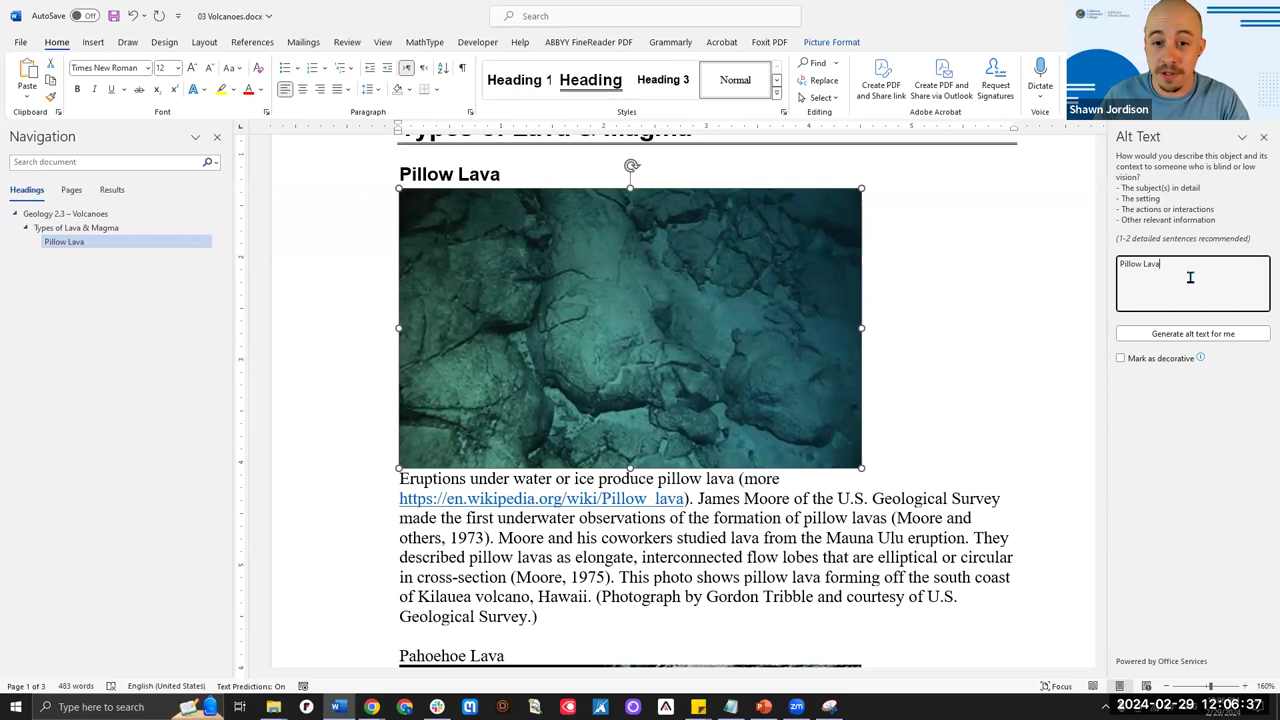 AutoSave Off
03 Volcanoes.docx
Search
File Home Insert Draw Design Layout References Mailings Review View MathType Developer Help ABBYY FineReader PDF Grammarly Acrobat Foxit PDF Picture Format
Paste
Times New Roman 12
Heading 1 Heading Heading 3 Normal
Find
Replace
Select
Create PDF and Share link
Create PDF and Share via Outlook
Request Signatures
Dictate
Clipboard Font Paragraph Styles Editing Adobe Acrobat Voice
Shawn Jordison
Navigation
Search document
Headings Pages Results
Geology 2.3 – Volcanoes
Types of Lava & Magma
Pillow Lava
Types of Lava & Magma
Pillow Lava
Eruptions under water or ice produce pillow lava (more
https://en.wikipedia.org/wiki/Pillow_lava). James Moore of the U.S. Geological Survey
made the first underwater observations of the formation of pillow lavas (Moore and
others, 1973). Moore and his coworkers studied lava from the Mauna Ulu eruption. They
described pillow lavas as elongate, interconnected flow lobes that are elliptical or circular
in cross-section (Moore, 1975). This photo shows pillow lava forming off the south coast
of Kilauea volcano, Hawaii. (Photograph by Gordon Tribble and courtesy of U.S.
Geological Survey.)
Pahoehoe Lava
Alt Text
How would you describe this object and its
context to someone who is blind or low
vision?
- The subject(s) in detail
- The setting
- The actions or interactions
- Other relevant information
(1-2 detailed sentences recommended)
Pillow Lava
Generate alt text for me
Mark as decorative
Powered by Office Services
Page 1 of 3 483 words English (United States) Text Predictions: On
Focus
160%
Type here to search
2024-02-29 12:06:37